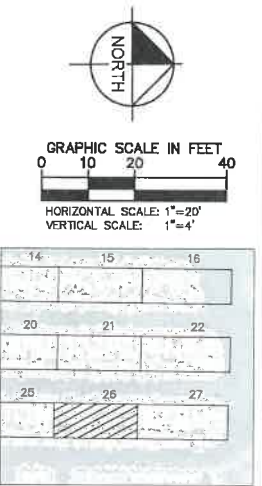 NORTH
GRAPHIC SCALE IN FEET
0 10 20 40
HORIZONTAL SCALE: 1"=20'
VERTICAL SCALE: 1"=4'
14 15 16
20 21 22
25 26 27